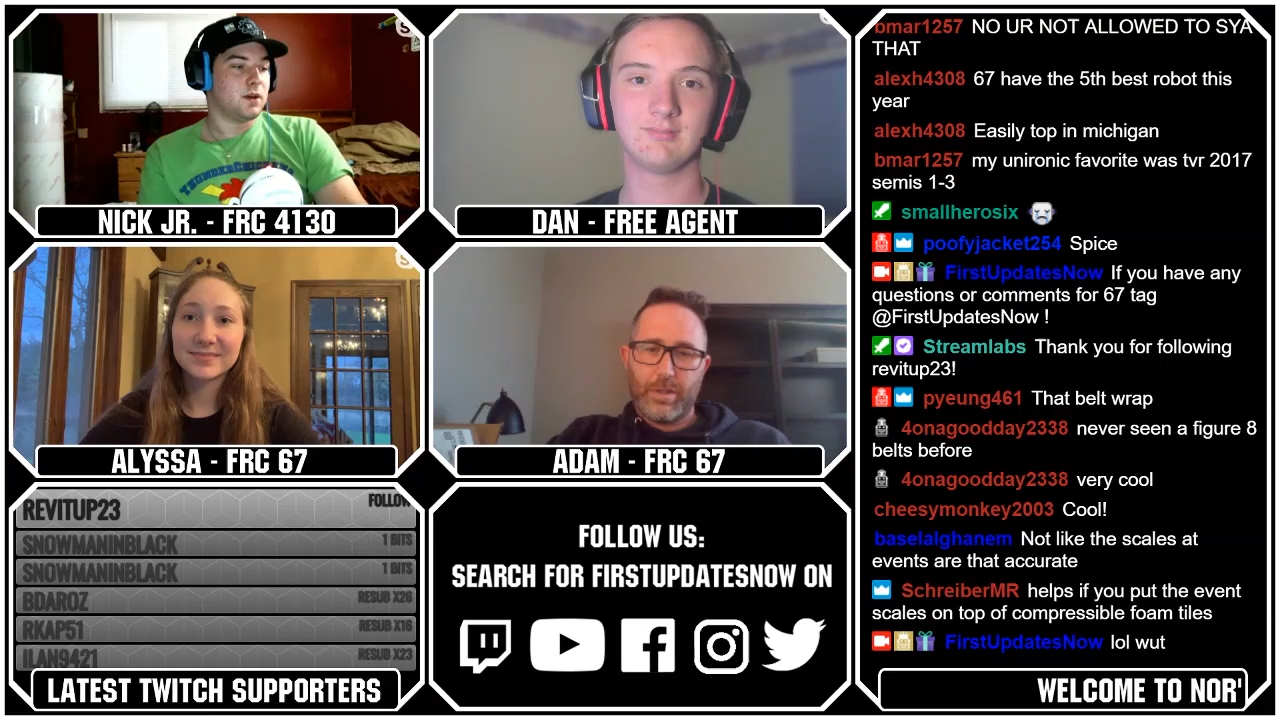 THUNDERCHICKENS
NICK JR. - FRC 4130
DAN - FREE AGENT
ALYSSA - FRC 67
ADAM - FRC 67
REVITUP23 FOLLOW
SNOWMANINBLACK 1 BITS
SNOWMANINBLACK 1 BITS
BDAROZ RESUB X26
RKAP51 RESUB X16
ILAN9421 RESUB X23
LATEST TWITCH SUPPORTERS
FOLLOW US:
SEARCH FOR FIRSTUPDATESNOW ON
bmar1257 NO UR NOT ALLOWED TO SYA
THAT
alexh4308 67 have the 5th best robot this
year
alexh4308 Easily top in michigan
bmar1257 my unironic favorite was tvr 2017
semis 1-3
smallherosix
poofyjacket254 Spice
FirstUpdatesNow If you have any
questions or comments for 67 tag
@FirstUpdatesNow !
Streamlabs Thank you for following
revitup23!
pyeung461 That belt wrap
4onagoodday2338 never seen a figure 8
belts before
4onagoodday2338 very cool
cheesymonkey2003 Cool!
baselalghanem Not like the scales at
events are that accurate
SchreiberMR helps if you put the event
scales on top of compressible foam tiles
FirstUpdatesNow lol wut
WELCOME TO NOR'